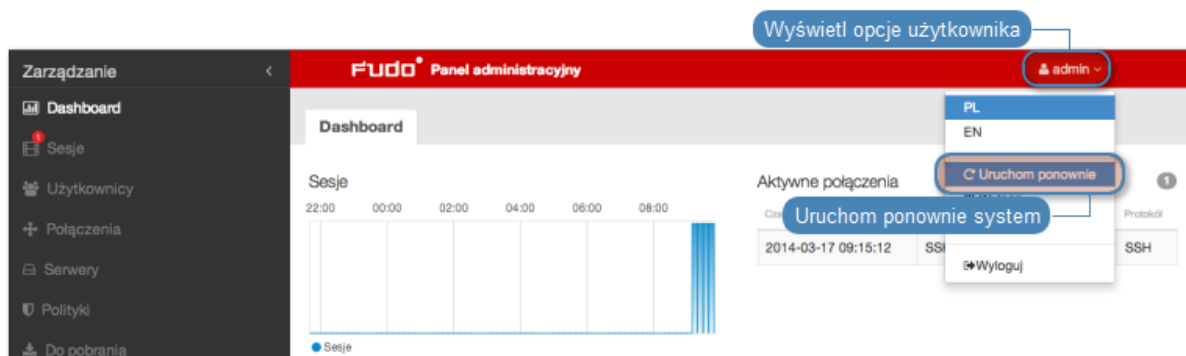 Wyświetl opcje użytkownika
Zarządzanie
FUDO Panel administracyjny
admin
Dashboard
1
Sesje
Użytkownicy
Połączenia
Serwery
Polityki
Do pobrania
Dashboard
PL
EN
Uruchom ponownie
Wyloguj
Sesje
22:00 00:00 02:00 04:00 06:00 08:00
Sesje
Aktywne połączenia 1
Uruchom ponownie system
Protokół
2014-03-17 09:15:12 SSH